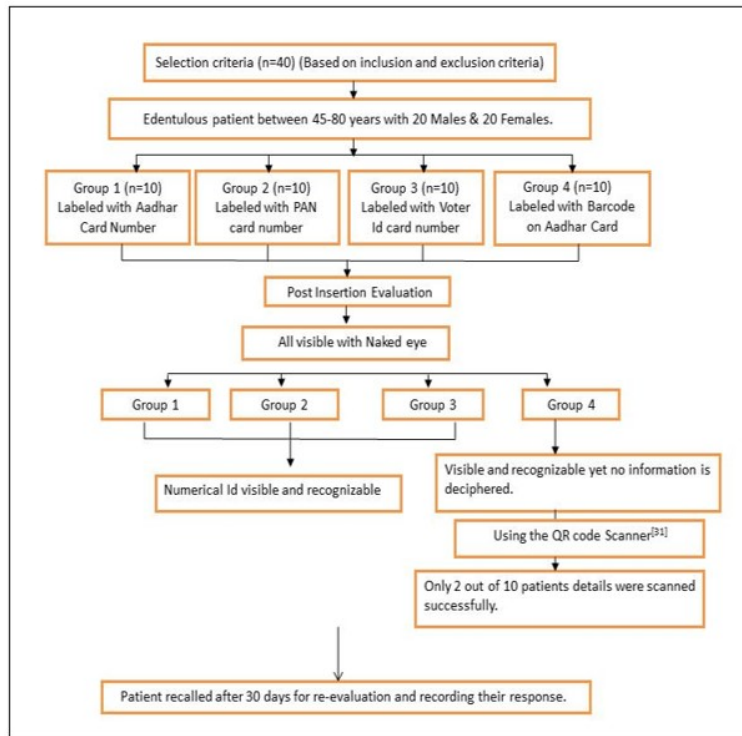 Selection criteria (n=40) (Based on inclusion and exclusion criteria)
Edentulous patient between 45-80 years with 20 Males & 20 Females.
Group 1 (n=10)
Labeled with Aadhar
Card Number
Group 2 (n=10)
Labeled with PAN
card number
Group 3 (n=10)
Labeled with Voter
Id card number
Group 4 (n=10)
Labeled with Barcode
on Aadhar Card
Post Insertion Evaluation
All visible with Naked eye
Group 1
Group 2
Group 3
Group 4
Numerical Id visible and recognizable
Visible and recognizable yet no information is
deciphered.
Using the QR code Scanner[31]
Only 2 out of 10 patients details were scanned
successfully.
Patient recalled after 30 days for re-evaluation and recording their response.